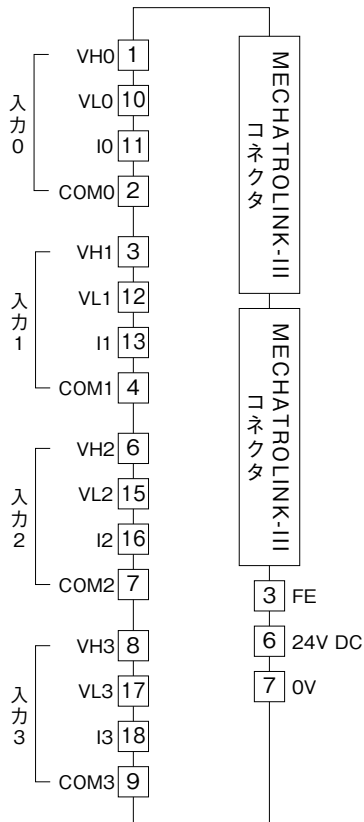 入力0
VH0 1
VL0 10
I0 11
COM0 2
入力1
VH1 3
VL1 12
I1 13
COM1 4
入力2
VH2 6
VL2 15
I2 16
COM2 7
入力3
VH3 8
VL3 17
I3 18
COM3 9
MECHATROLINK-III
コネクタ
MECHATROLINK-III
コネクタ
3 FE
6 24V DC
7 0V